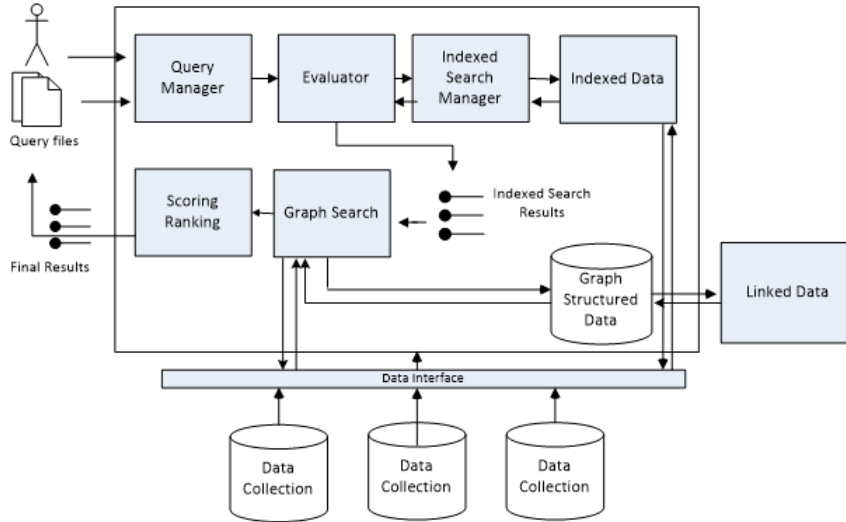 Query
Manager
Evaluator
Indexed
Search
Manager
Indexed Data
Query files
Scoring
Ranking
Graph Search
Indexed Search
Results
Final Results
Graph
Structured
Data
Linked Data
Data Interface
Data
Collection
Data
Collection
Data
Collection